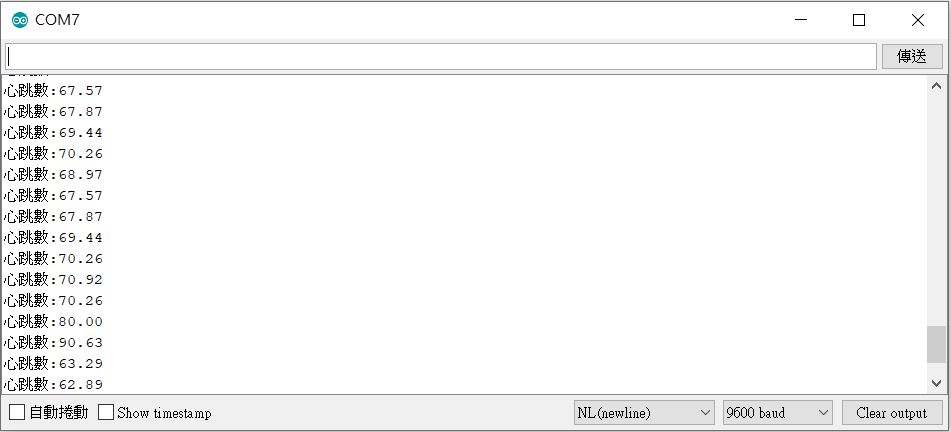 COM7
傳送
心跳數:67.57
心跳數:67.87
心跳數:69.44
心跳數:70.26
心跳數:68.97
心跳數:67.57
心跳數:67.87
心跳數:69.44
心跳數:70.26
心跳數:70.92
心跳數:70.26
心跳數:80.00
心跳數:90.63
心跳數:63.29
心跳數:62.89
自動捲動 Show timestamp NL(newline) 9600 baud Clear output